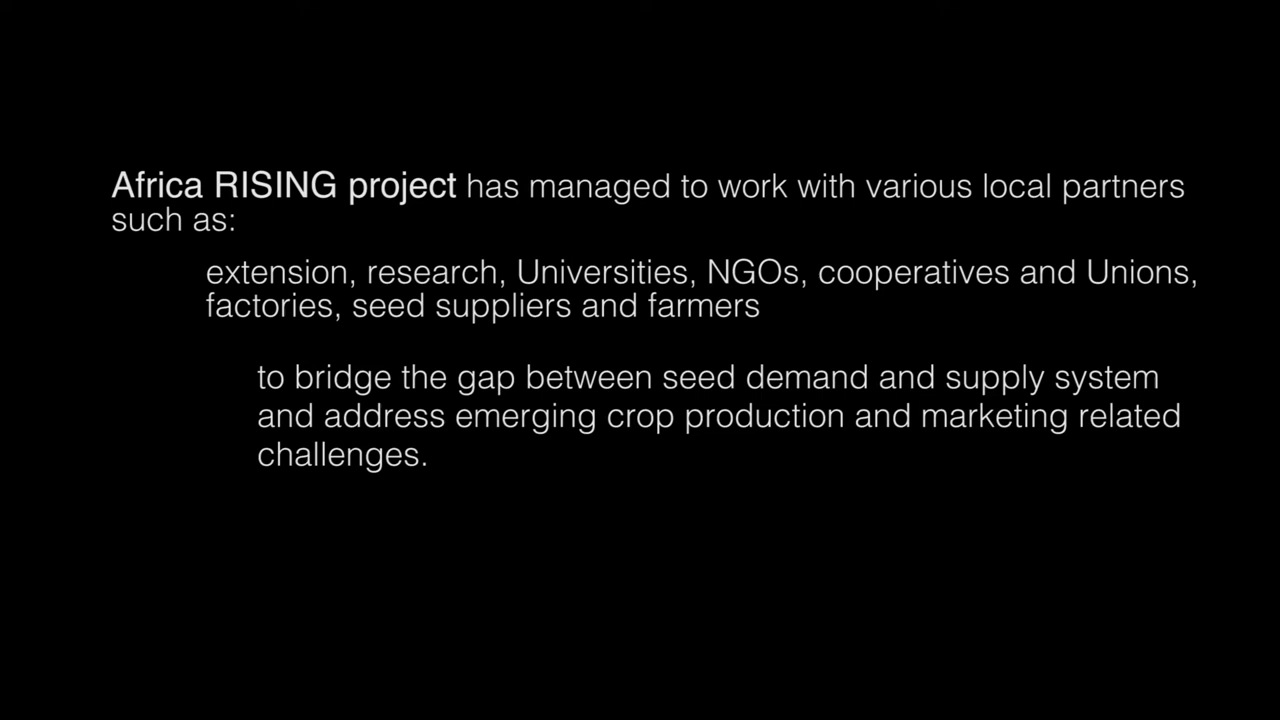 Africa RISING project has managed to work with various local partners
such as:
extension, research, Universities, NGOs, cooperatives and Unions,
factories, seed suppliers and farmers
to bridge the gap between seed demand and supply system
and address emerging crop production and marketing related
challenges.